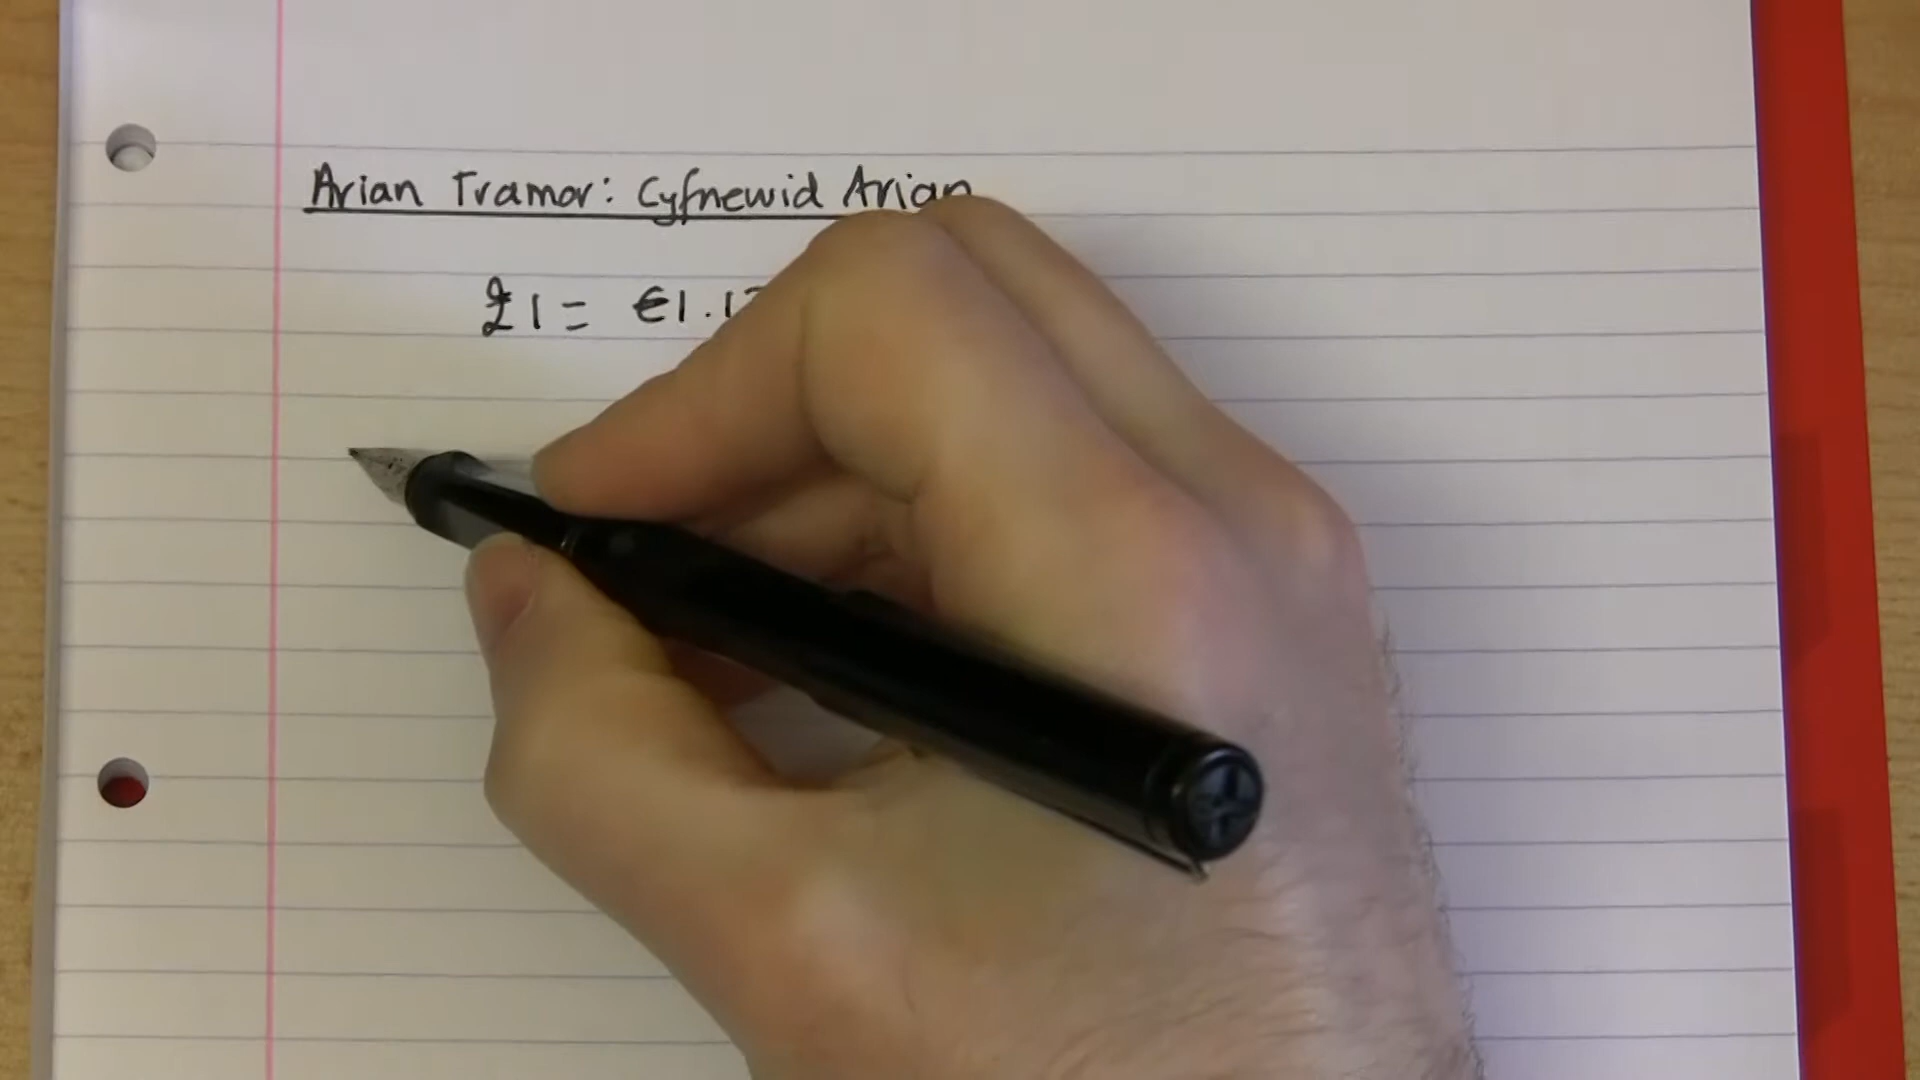 Arian Tramor: Cyfnewid Arian
£1 = €1.1